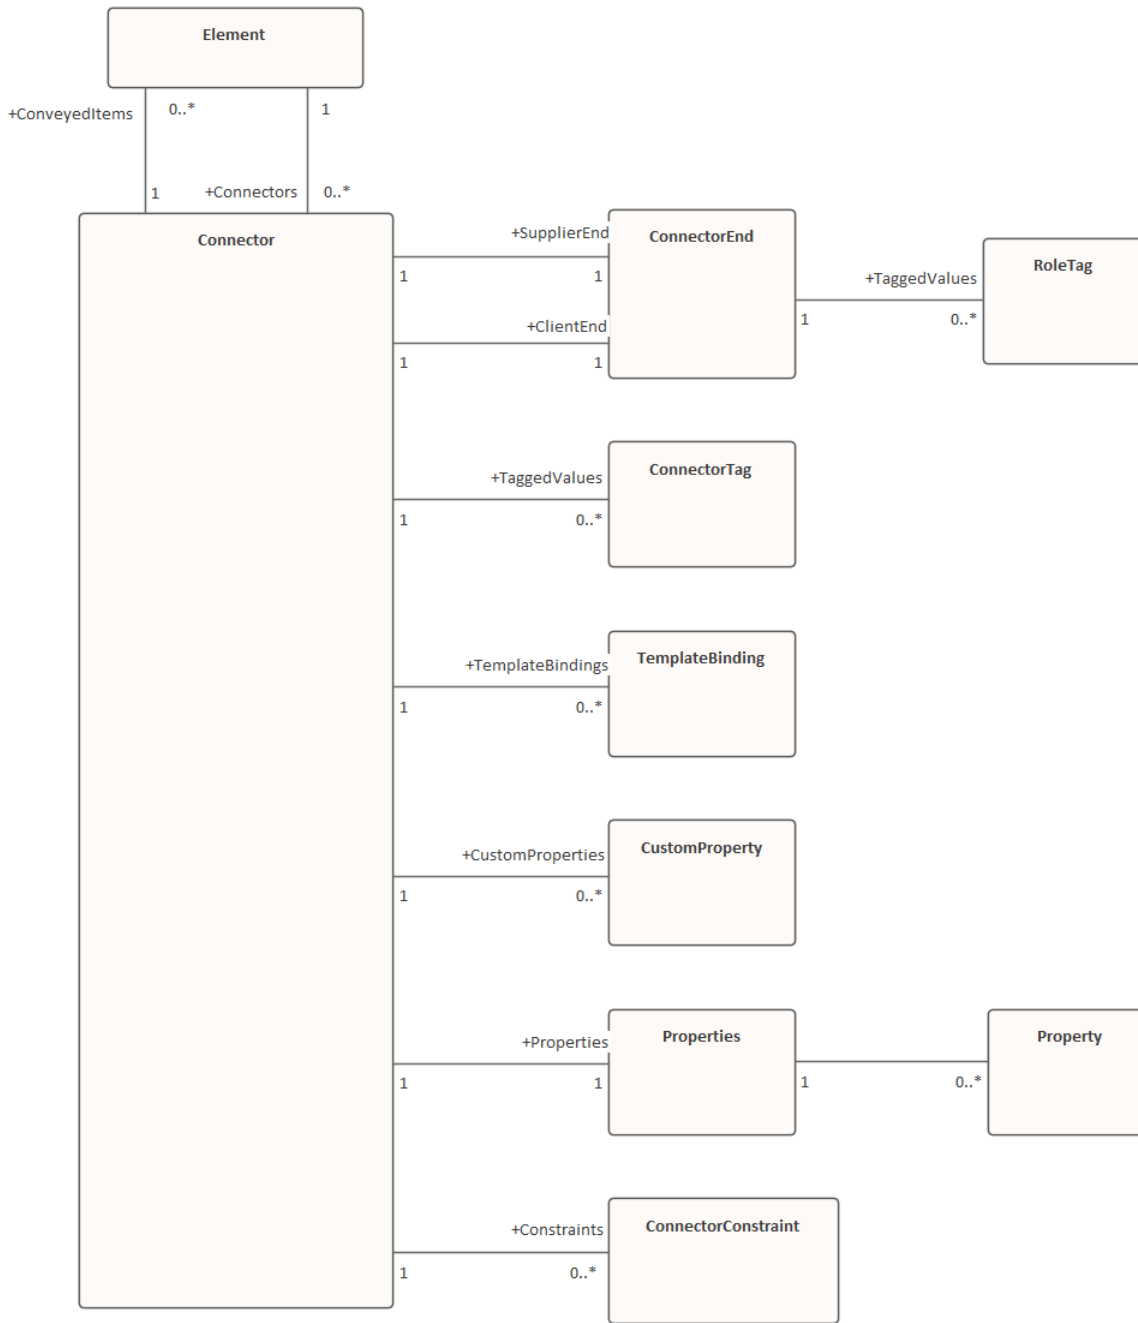 Element
+ConveyedItems
0..*
1
1
+Connectors
0..*
Connector
+SupplierEnd
1
1
ConnectorEnd
+ClientEnd
1
1
+TaggedValues
1
0..*
RoleTag
+TaggedValues
1
0..*
ConnectorTag
+TemplateBindings
1
0..*
TemplateBinding
+CustomProperties
1
0..*
CustomProperty
+Properties
1
1
Properties
1
0..*
Property
+Constraints
1
0..*
ConnectorConstraint